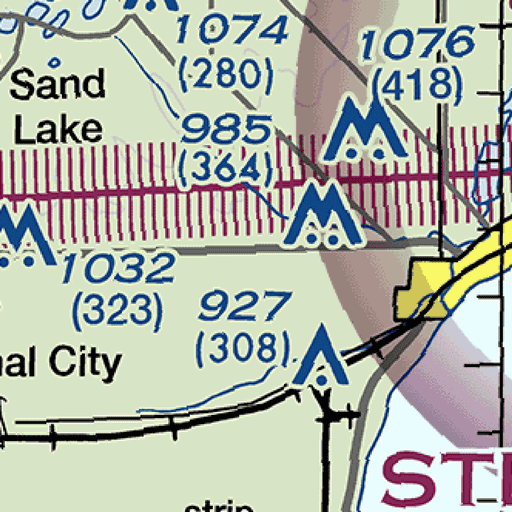 1074
(280)
1076
(418)
Sand
Lake
985
(364)
1032
(323)
927
(308)
al City
strip
ST